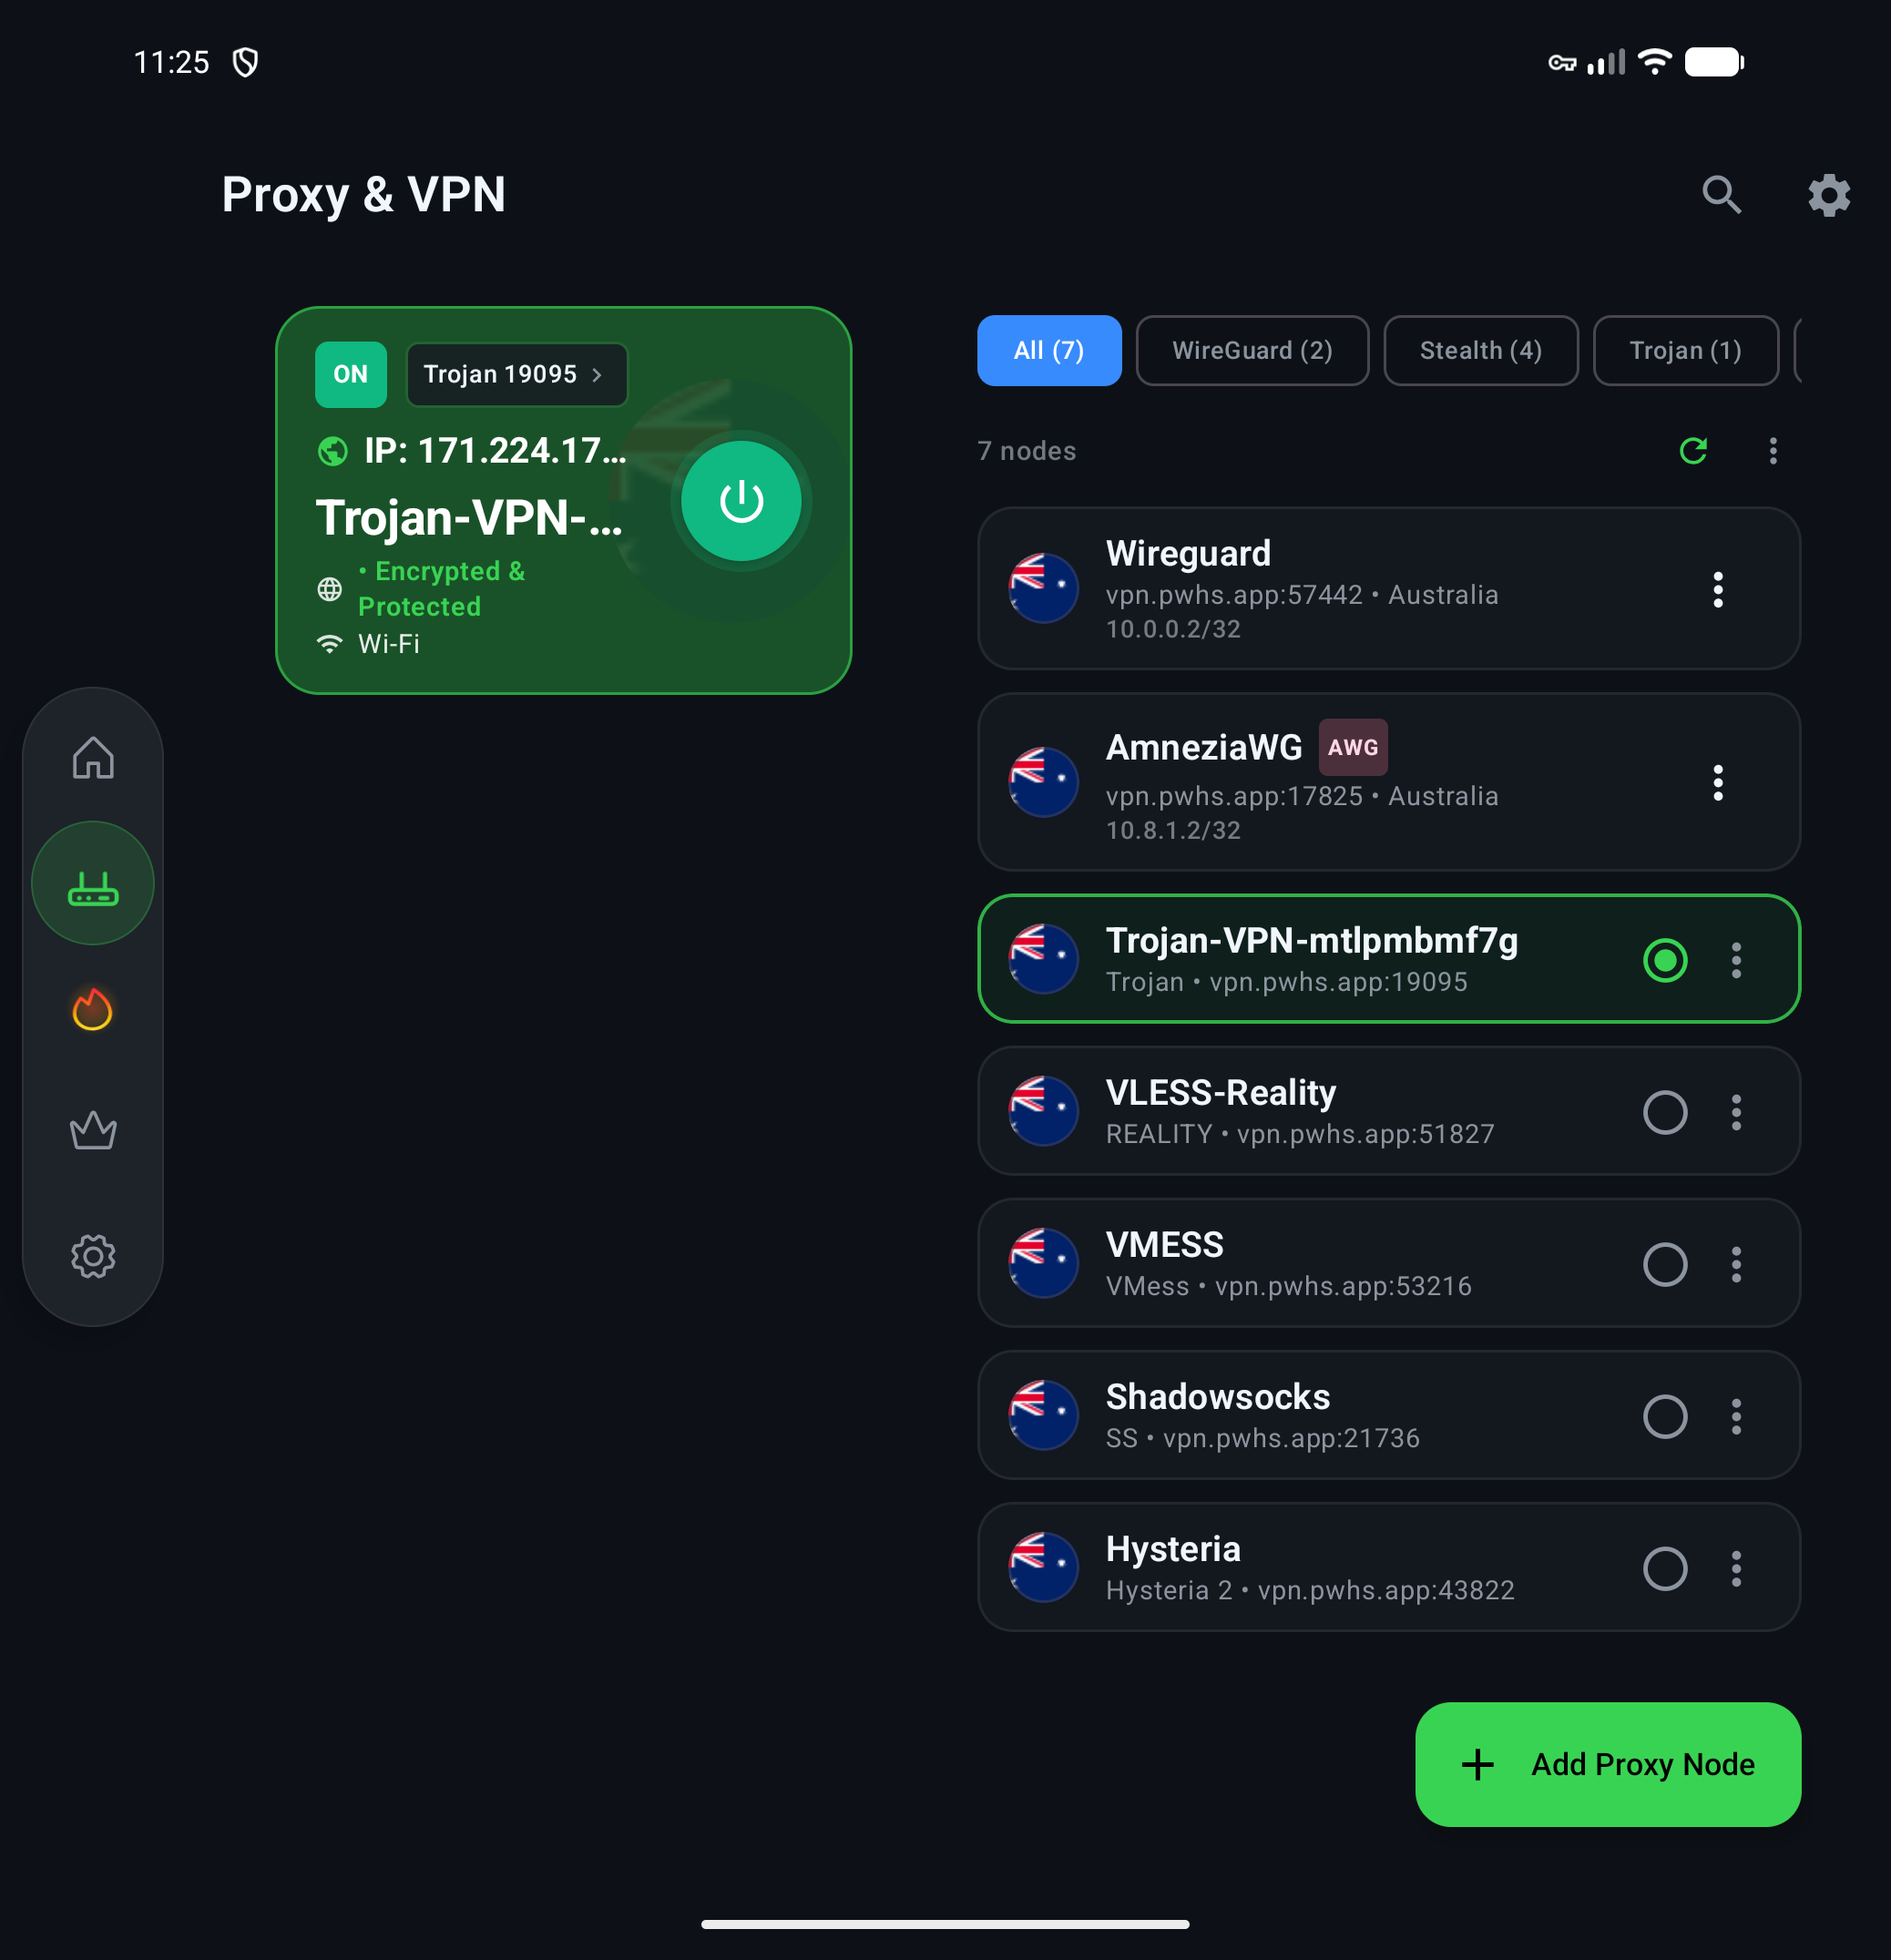 11:25
Proxy & VPN
ON
Trojan 19095
IP: 171.224.17...
Trojan-VPN-...
• Encrypted &
Protected
Wi-Fi
All (7)
WireGuard (2)
Stealth (4)
Trojan (1)
7 nodes
Wireguard
vpn.pwhs.app:57442 • Australia
10.0.0.2/32
AmneziaWG AWG
vpn.pwhs.app:17825 • Australia
10.8.1.2/32
Trojan-VPN-mtlpmbmf7g
Trojan • vpn.pwhs.app:19095
VLESS-Reality
REALITY • vpn.pwhs.app:51827
VMESS
VMess • vpn.pwhs.app:53216
Shadowsocks
SS • vpn.pwhs.app:21736
Hysteria
Hysteria 2 • vpn.pwhs.app:43822
Add Proxy Node